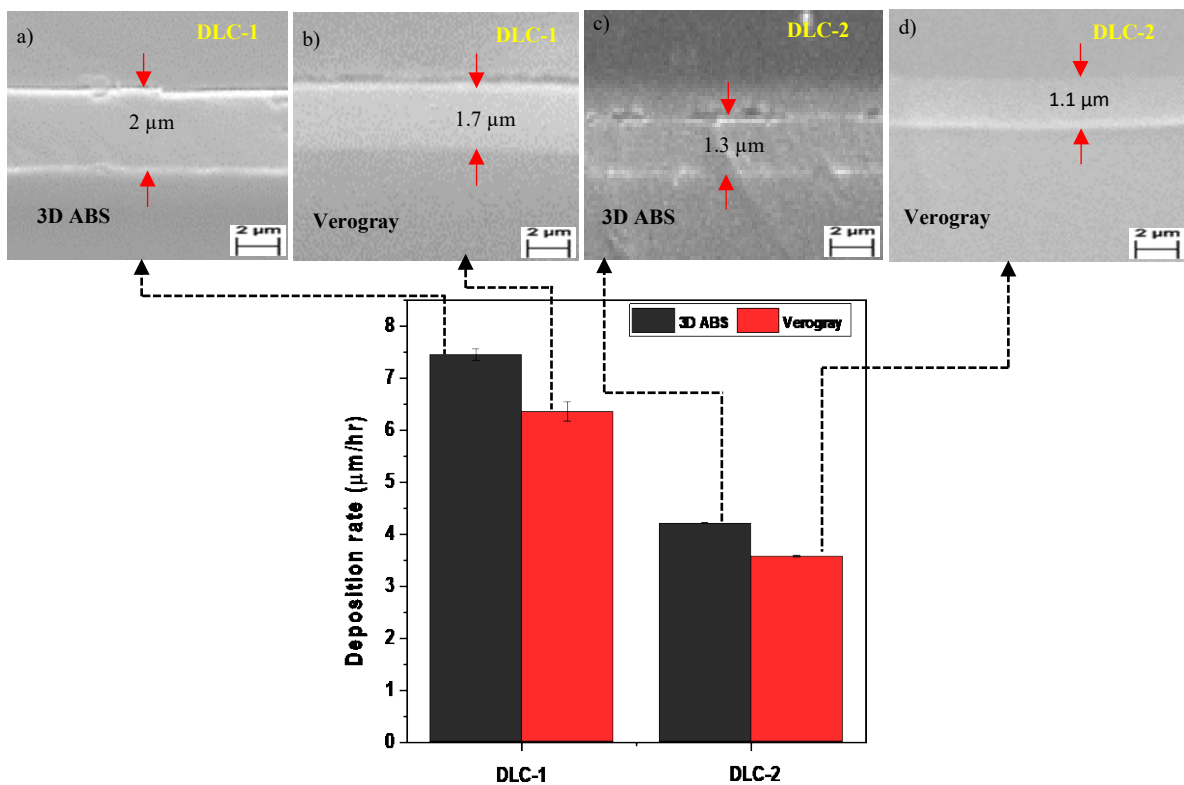 a)
DLC-1
2 µm
3D ABS
2 µm
b)
DLC-1
1.7 µm
Verogray
2 µm
c)
DLC-2
1.3 µm
3D ABS
2 µm
d)
DLC-2
1.1 µm
Verogray
2 µm
3D ABS
Verogray
Deposition rate (µm/hr)
8
7
6
5
4
3
2
1
0
DLC-1
DLC-2